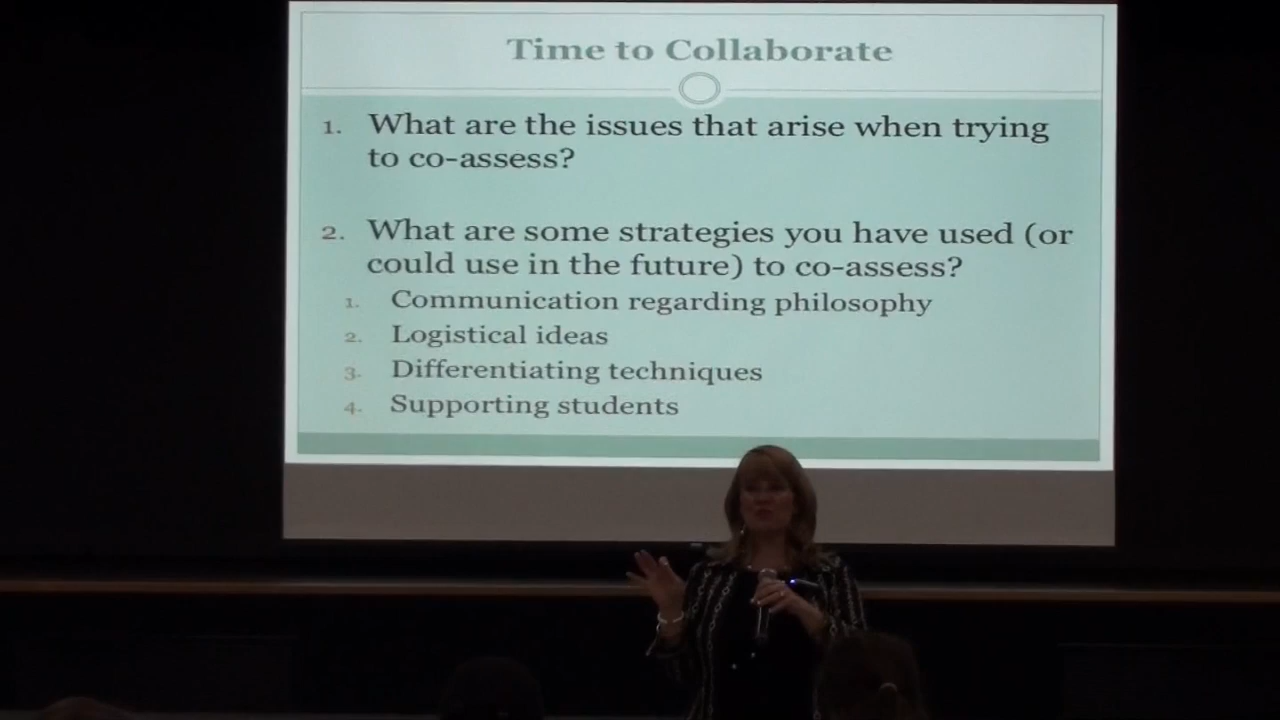 Time to Collaborate
1. What are the issues that arise when trying
to co-assess?
2. What are some strategies you have used (or
could use in the future) to co-assess?
1. Communication regarding philosophy
2. Logistical ideas
3. Differentiating techniques
4. Supporting students